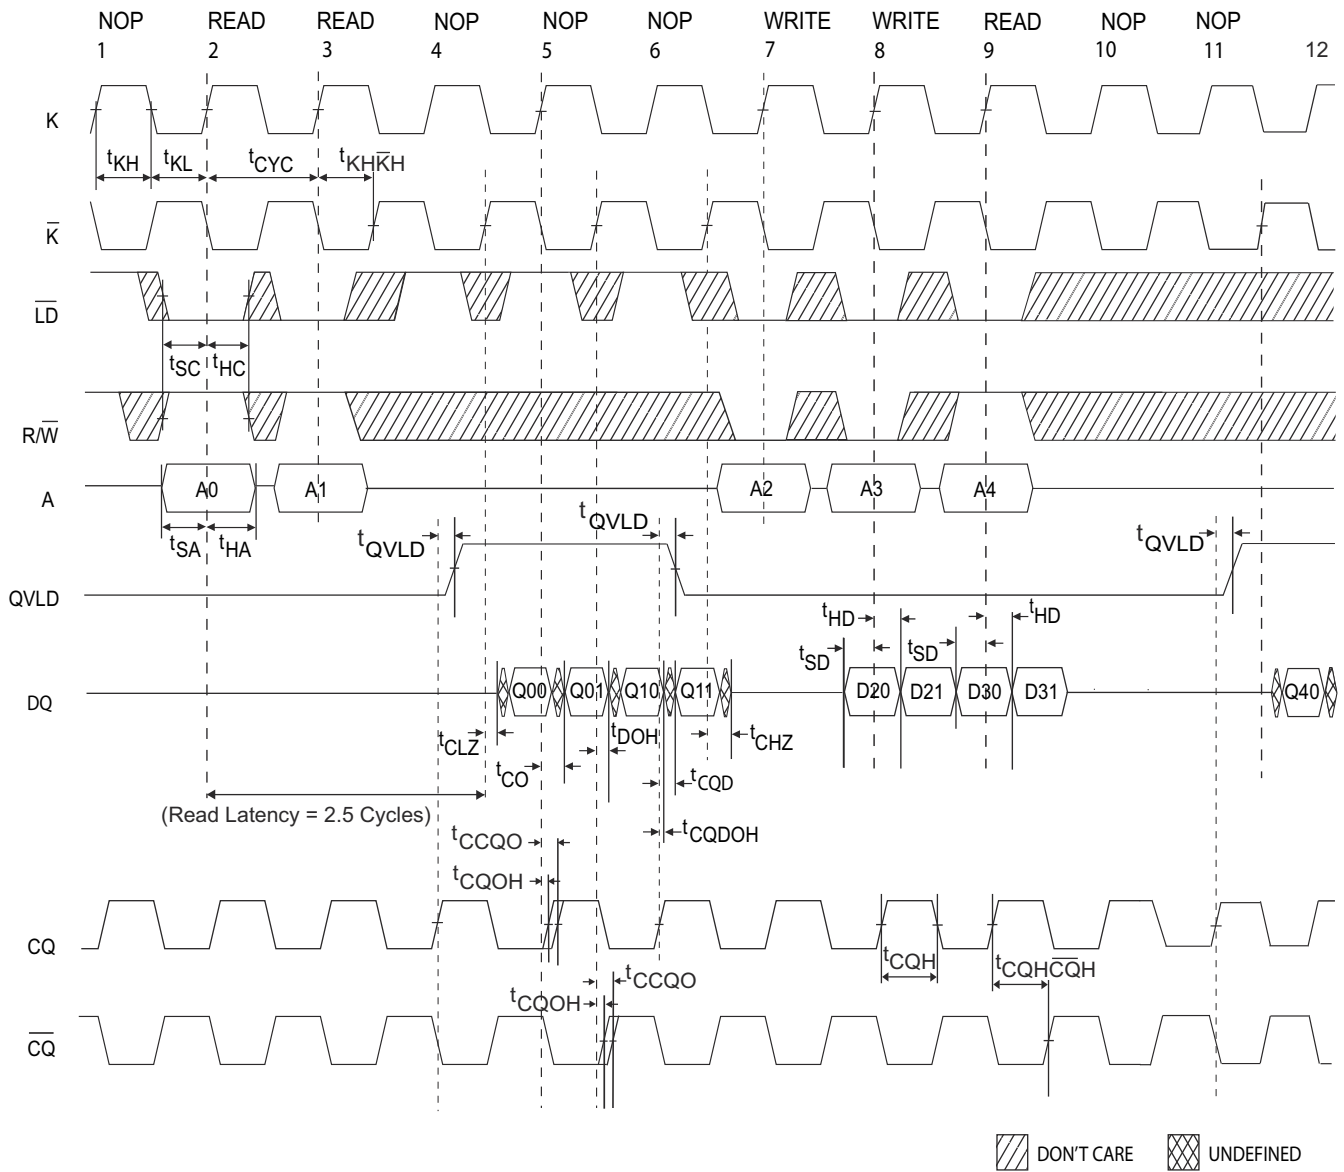 NOP READ READ NOP NOP NOP WRITE WRITE READ NOP NOP
1 2 3 4 5 6 7 8 9 10 11 12
K
tKH tKL tCYC tKHK̅H
K̅
L̅D̅
tSC tHC
R/W̅
A A0 A1 A2 A3 A4
tSA tHA tQVLD tQVLD tQVLD
QVLD
tHD tHD
tSD tSD
DQ Q00 Q01 Q10 Q11 D20 D21 D30 D31 Q40
tCLZ tDOH tCHZ
tCO tCQD
(Read Latency = 2.5 Cycles)
tCQDOH
tCCQO
tCQOH
CQ
tCQH tCQHC̅Q̅H
tCCQO
tCQOH
C̅Q̅
DON'T CARE UNDEFINED